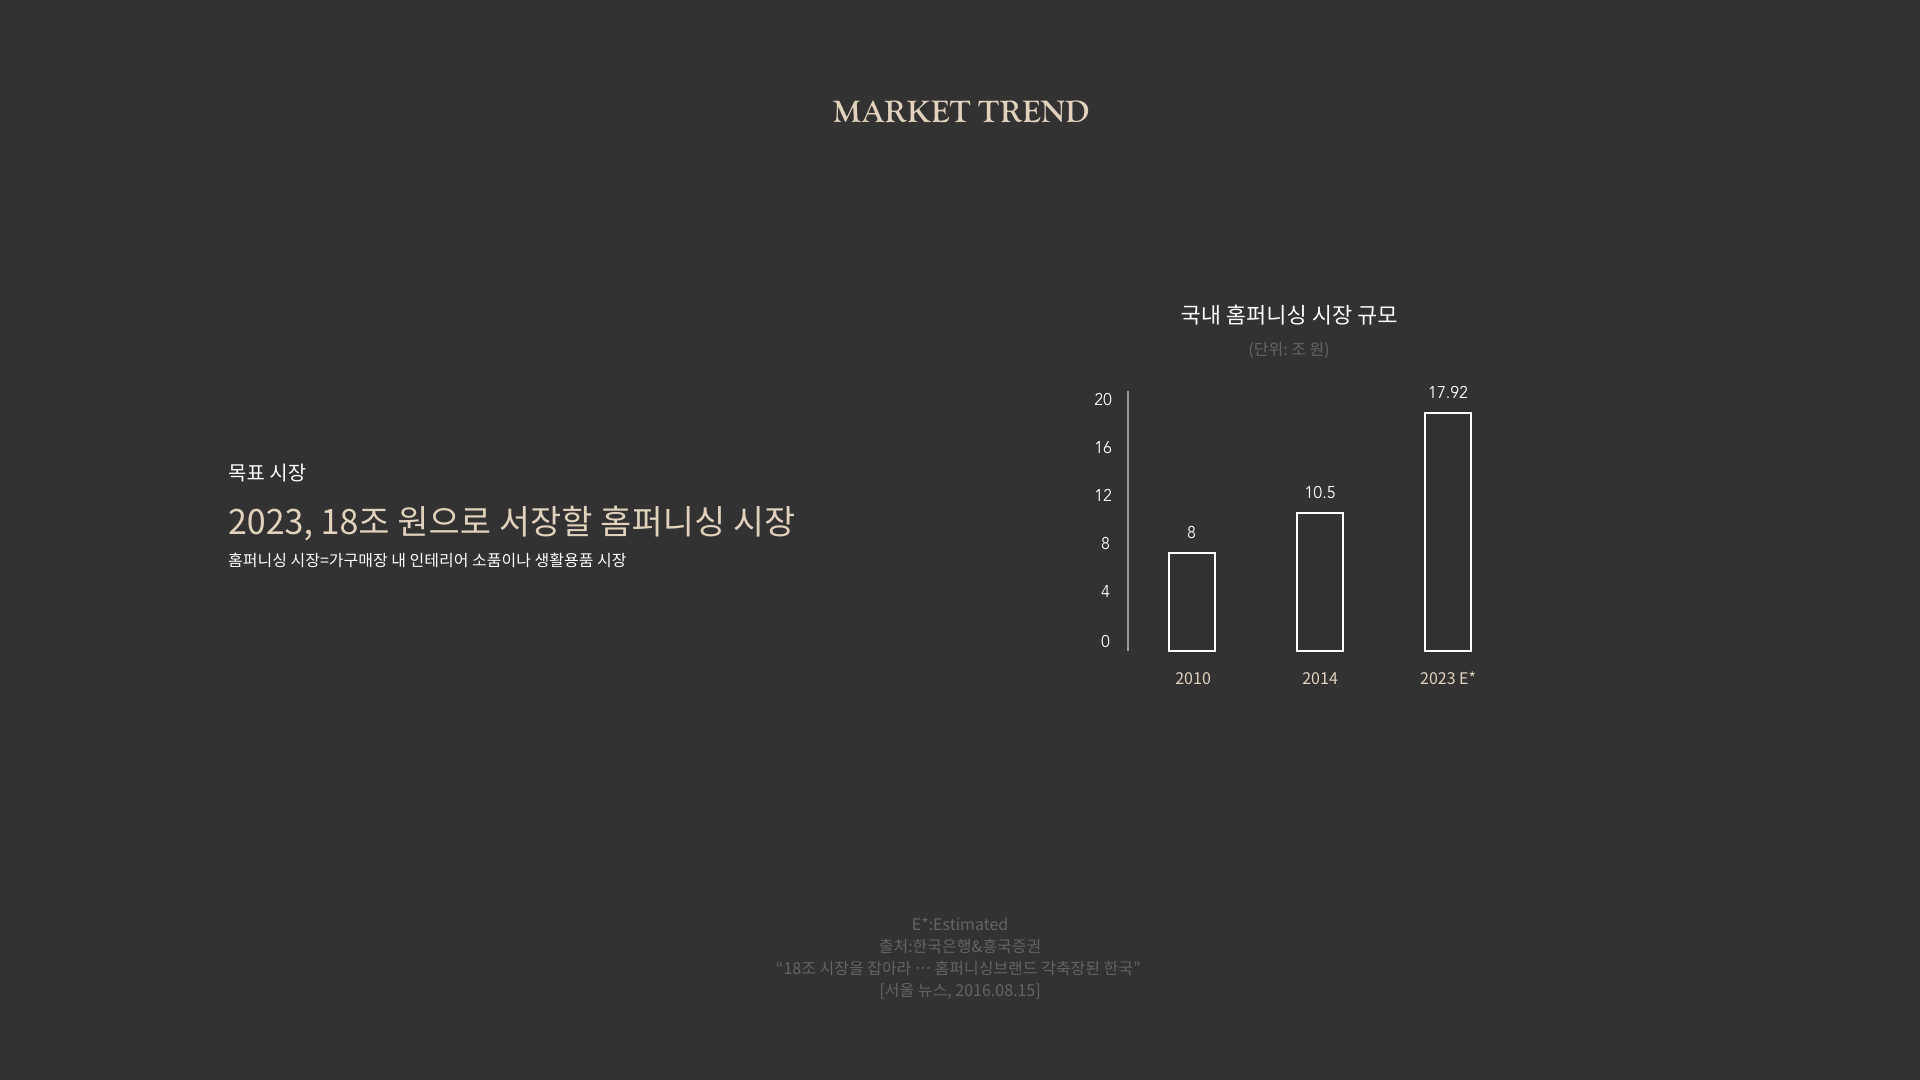 MARKET TREND
목표 시장
2023, 18조 원으로 서장할 홈퍼니싱 시장
홈퍼니싱 시장=가구매장 내 인테리어 소품이나 생활용품 시장
국내 홈퍼니싱 시장 규모
(단위: 조 원)
20
16
12
8
4
0
8
10.5
17.92
2010
2014
2023 E*
E*:Estimated
출처:한국은행&흥국증권
“18조 시장을 잡아라 ⋯ 홈퍼니싱브랜드 각축장된 한국”
[서울 뉴스, 2016.08.15]